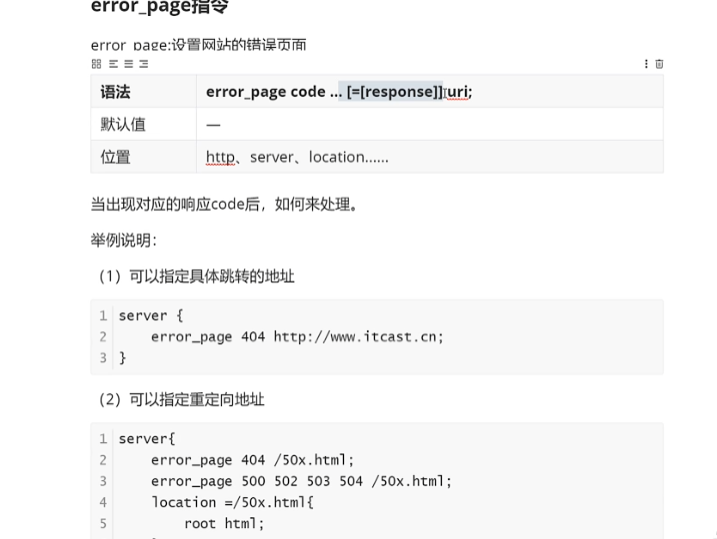 error_page指令
error_page:设置网站的错误页面
语法 error_page code ... [=[response]]uri;
默认值 —
位置 http、server、location......
当出现对应的响应code后，如何来处理。
举例说明：
（1）可以指定具体跳转的地址
1 server {
2 error_page 404 http://www.itcast.cn;
3 }
（2）可以指定重定向地址
1 server{
2 error_page 404 /50x.html;
3 error_page 500 502 503 504 /50x.html;
4 location =/50x.html{
5 root html;